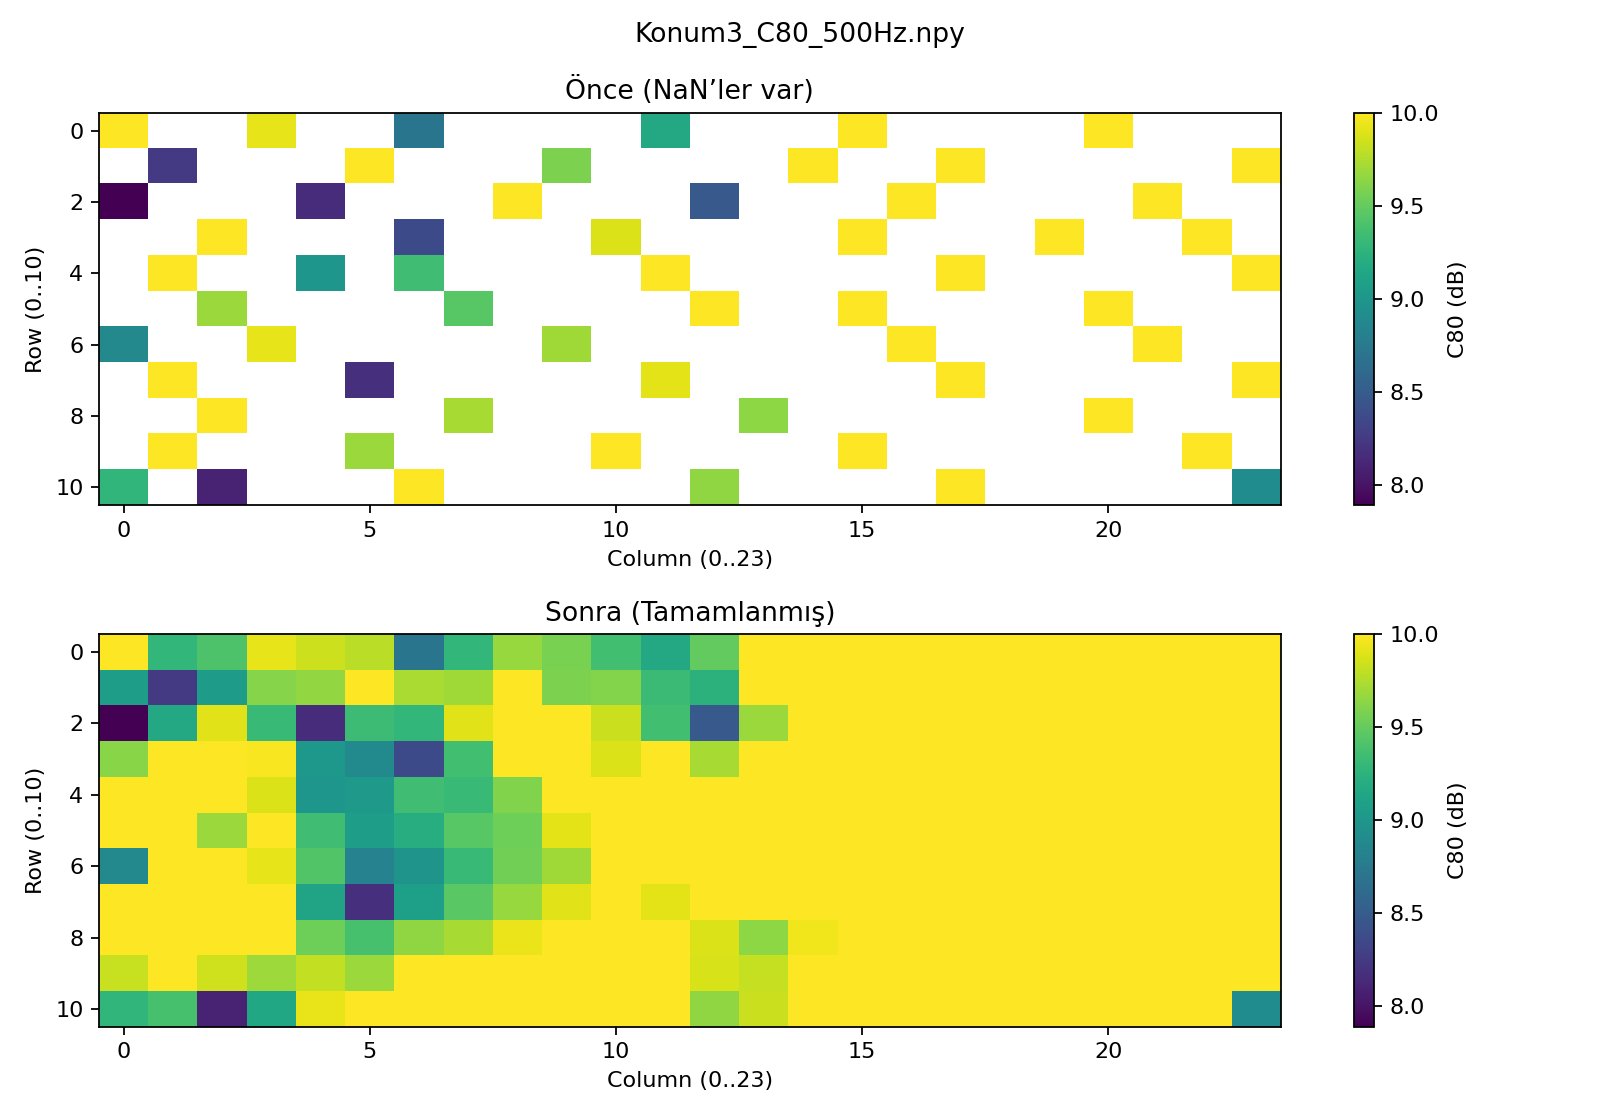 Konum3_C80_500Hz.npy
Önce (NaN’ler var)
0
2
4
6
8
10
Row (0..10)
0 5 10 15 20
Column (0..23)
10.0
9.5
9.0
8.5
8.0
C80 (dB)
Sonra (Tamamlanmış)
0
2
4
6
8
10
Row (0..10)
0 5 10 15 20
Column (0..23)
10.0
9.5
9.0
8.5
8.0
C80 (dB)